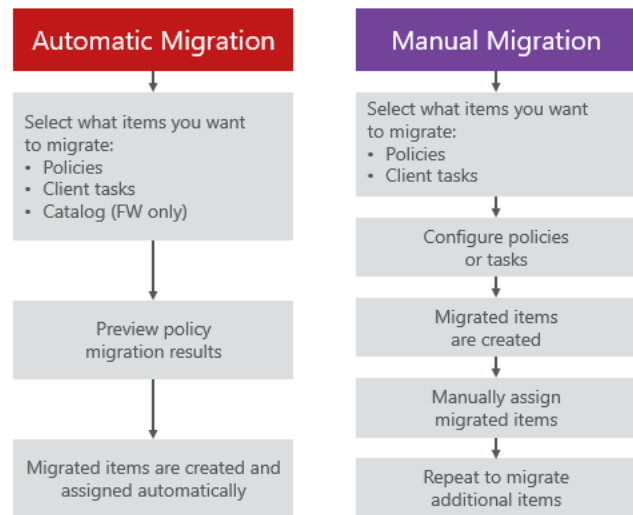 Automatic Migration
Select what items you want
to migrate:
• Policies
• Client tasks
• Catalog (FW only)
Preview policy
migration results
Migrated items are created and
assigned automatically
Manual Migration
Select what items you want
to migrate:
• Policies
• Client tasks
Configure policies
or tasks
Migrated items
are created
Manually assign
migrated items
Repeat to migrate
additional items